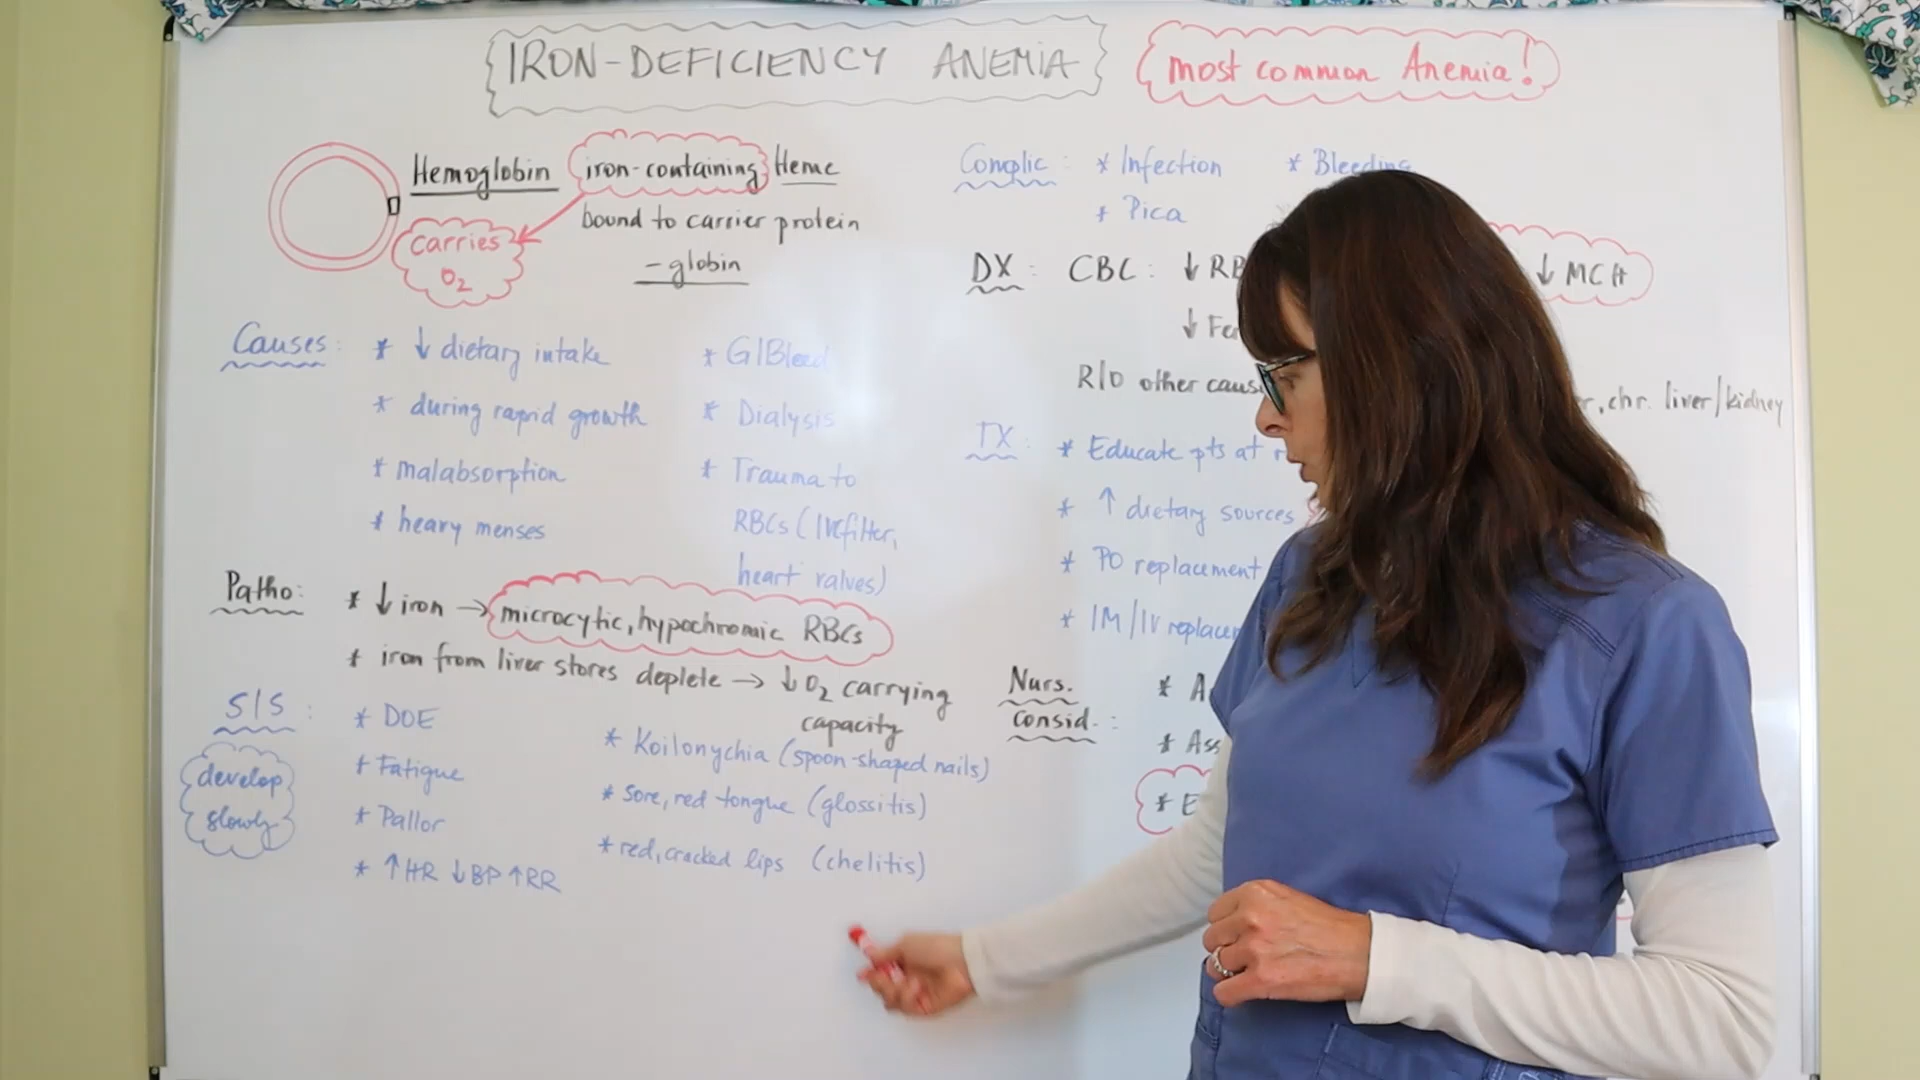 IRON-DEFICIENCY ANEMIA
most common Anemia!
Hemoglobin iron-containing Heme
bound to carrier protein
- globin
carries
O2
Causes: * ↓ dietary intake
* during rapid growth
* malabsorption
* heavy menses
* GI Bleed
* Dialysis
* Trauma to
RBCs (IVC filter,
heart valves)
Patho: * ↓ iron → microcytic, hypochromic RBCs
* iron from liver stores deplete → ↓ O2 carrying
capacity
S/S:
develop
slowly
* DOE
* Fatigue
* Pallor
* ↑HR ↓BP ↑RR
* Koilonychia (spoon-shaped nails)
* Sore, red tongue (glossitis)
* red, cracked lips (chelitis)
Complic: * Infection * Bleeding
* Pica
DX: CBC: ↓ RB ↓ MCH
↓ Fe
R/O other caus , chr. liver/kidney
TX: * Educate pts at
* ↑ dietary sources
* PO replacement
* IM/IV replace
Nurs.
consid.:
* A
* Ass
* E